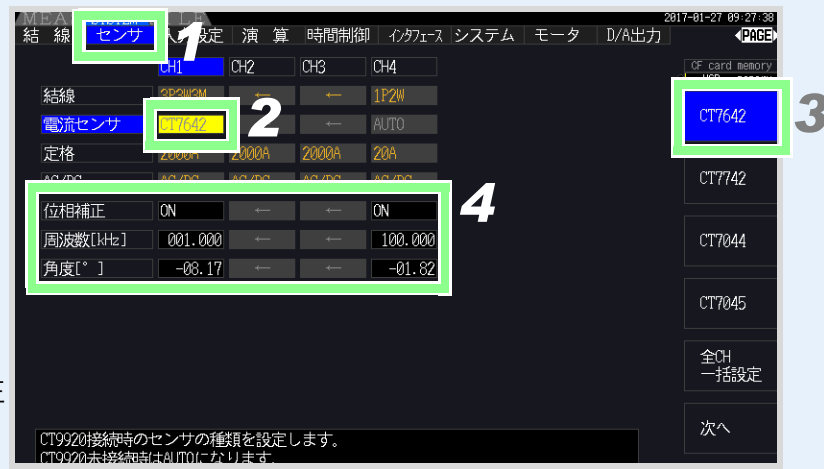 2017-01-27 09:27:38
結 線 センサ 設定 演 算 時間制御 インタフェース システム モータ D/A出力 PAGE
1
CH1 CH2 CH3 CH4
CF card memory
結線 3P3W3M ← ← 1P2W
電流センサ CT7642 ← AUTO
2
CT7642
3
定格 2000A 2000A 2000A 20A
CT7742
位相補正 ON ← ← ON
4
周波数[kHz] 001.000 ← ← 100.000
CT7044
角度[°] -08.17 ← ← -01.82
CT7045
全CH
一括設定
次へ
CT9920接続時のセンサの種類を設定します。
CT9920未接続時はAUTOになります。